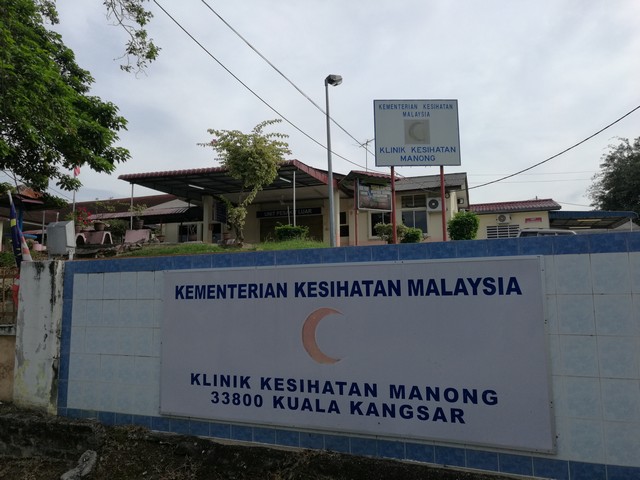 KEMENTERIAN KESIHATAN
MALAYSIA
KLINIK KESIHATAN
MANONG
KEMENTERIAN KESIHATAN MALAYSIA
KLINIK KESIHATAN MANONG
33800 KUALA KANGSAR